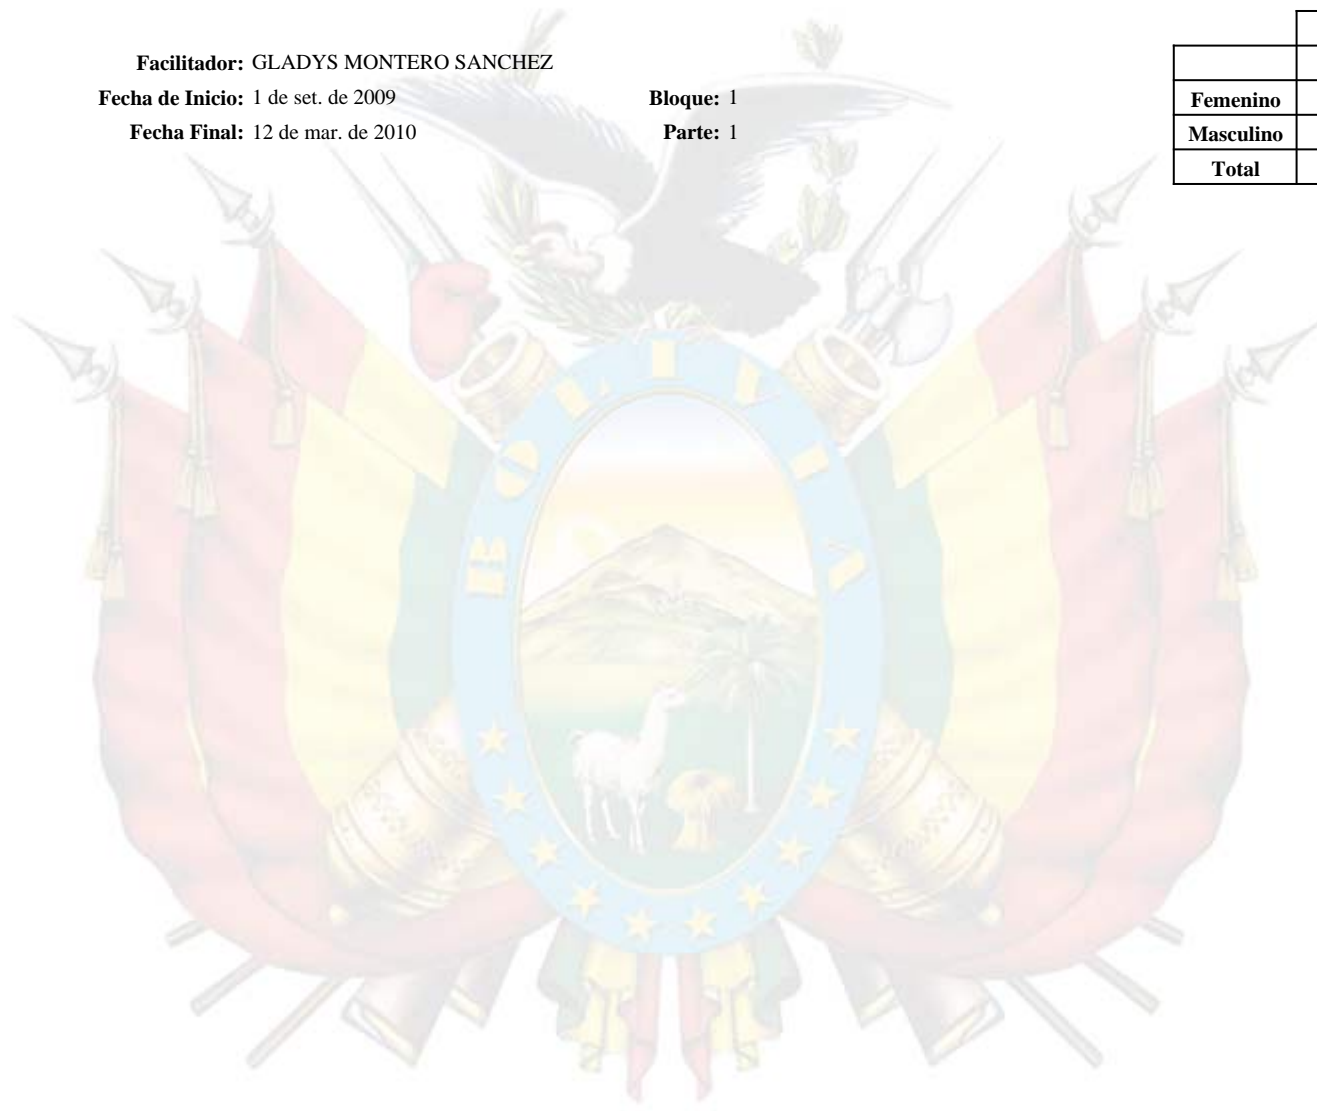 Facilitador: GLADYS MONTERO SANCHEZ
Fecha de Inicio: 1 de set. de 2009 Bloque: 1
Fecha Final: 12 de mar. de 2010 Parte: 1
Femenino
Masculino
Total
BOLIVIA